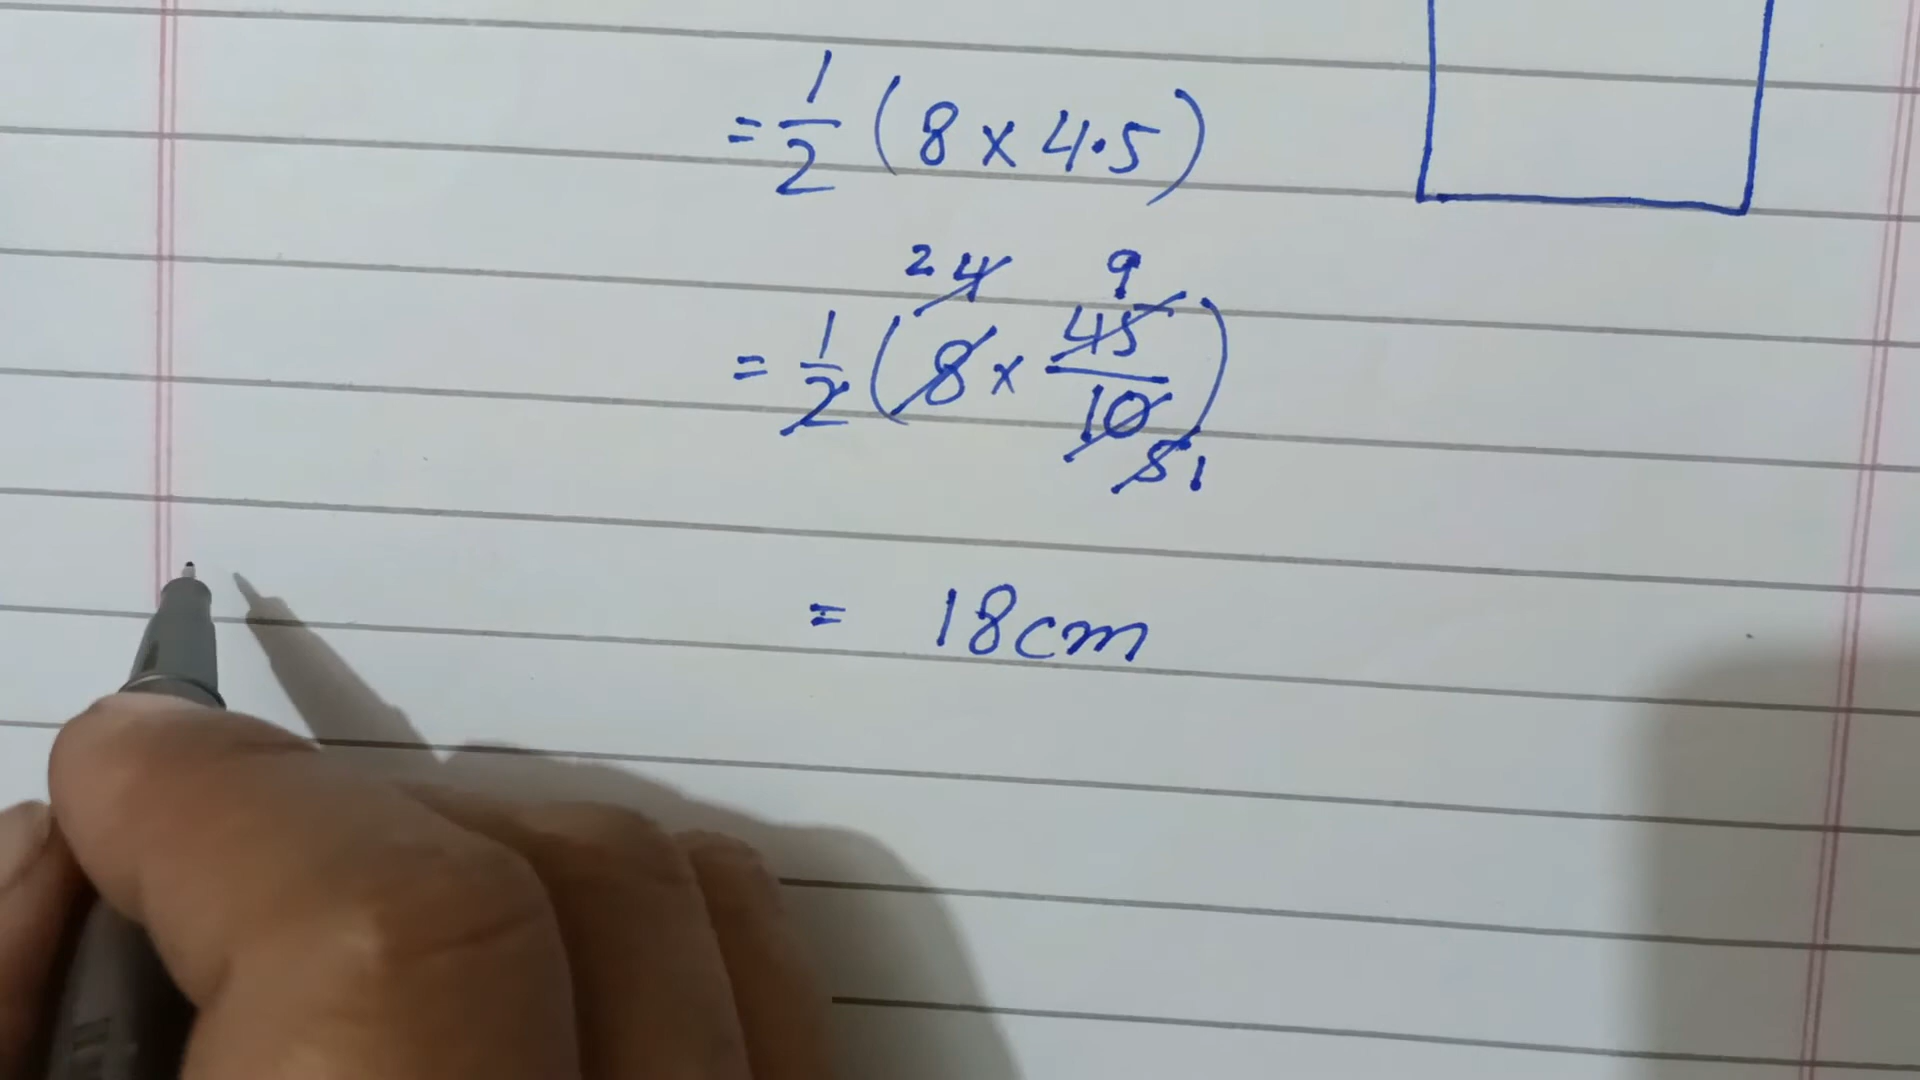 = 1/2 (8 × 4.5)
2 4 9
= 1/2 (8 × 45/10)
5 1
= 18cm